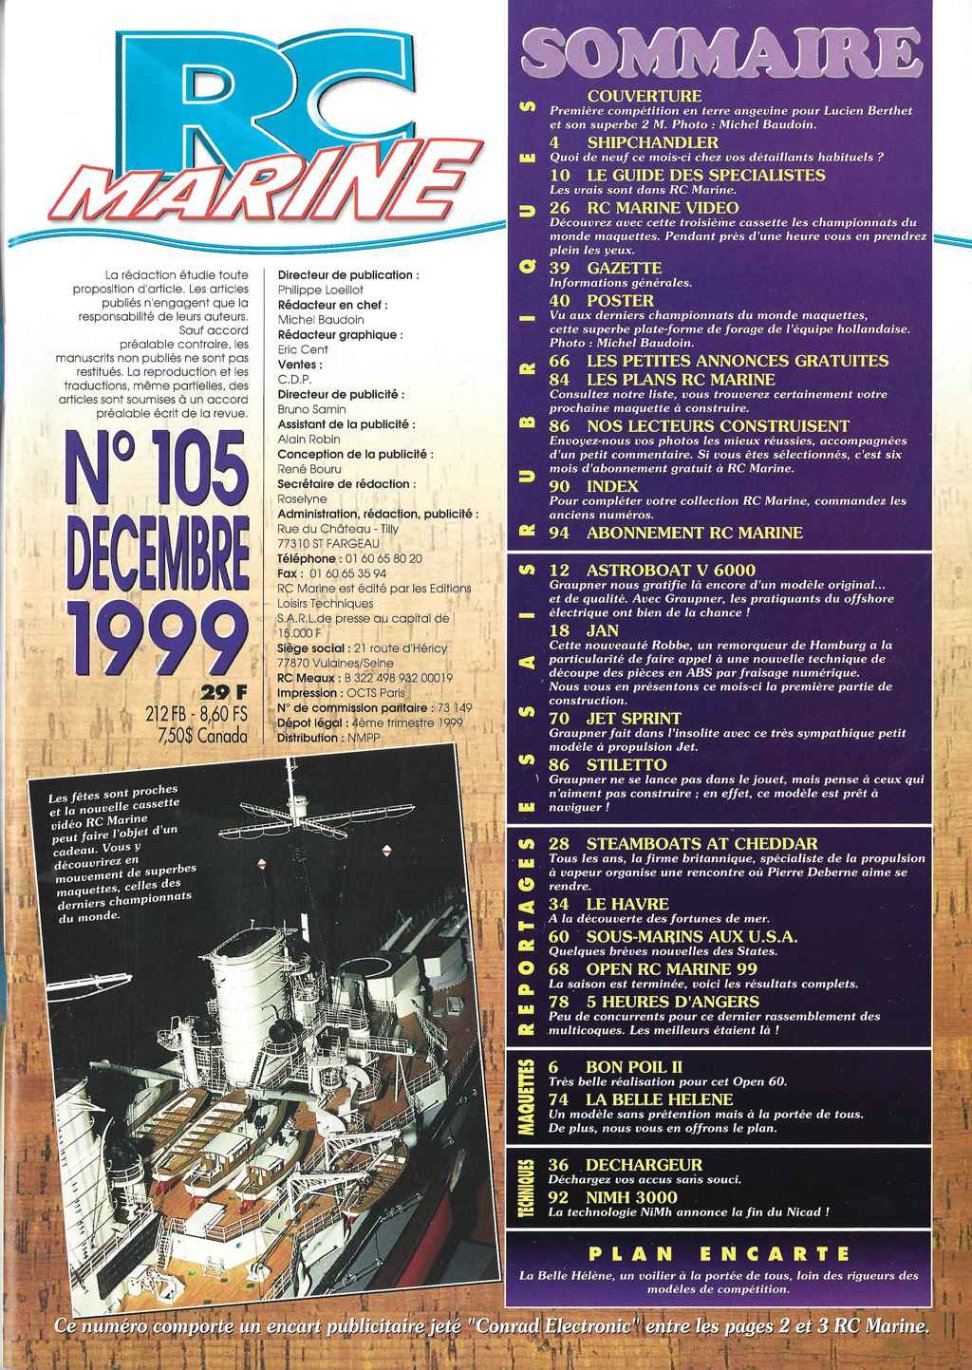 RC
MARINE
La rédaction étudie toute
proposition d'article. Les articles
publiés n'engagent que la
responsabilité de leurs auteurs.
Sauf accord
préalable contraire, les
manuscrits non publiés ne sont pas
restitués. La reproduction et les
traductions, même partielles, des
articles sont soumises à un accord
préalable écrit de la revue.
N° 105
DECEMBRE
1999
29 F
212 FB - 8,60 FS
7,50$ Canada
Directeur de publication :
Philippe Loeillot
Rédacteur en chef :
Michel Baudoin
Rédacteur graphique :
Eric Cent
Ventes :
C.D.P.
Directeur de publicité :
Bruno Samin
Assistant de la publicité :
Alain Robin
Conception de la publicité :
René Bouru
Secrétaire de rédaction :
Roselyne
Administration, rédaction, publicité :
Rue du Château - Tilly
77310 ST FARGEAU
Téléphone : 01 60 65 80 20
Fax : 01 60 65 35 94
RC Marine est édité par les Editions
Loisirs Techniques
S.A.R.L.de presse au capital de
15.000 F
Siège social : 21 route d'Héricy
77870 Vulaines/Seine
RC Meaux : B 322 498 932 00019
Impression : OCTS Paris
N° de commission paritaire : 73 149
Dépot légal : 4ème trimestre 1999
Distribution : NMPP
Les fêtes sont proches
et la nouvelle cassette
vidéo RC Marine
peut faire l'objet d'un
cadeau. Vous y
découvrirez en
mouvement de superbes
maquettes, celles des
derniers championnats
du monde.
SOMMAIRE
RUBRIQUES
COUVERTURE
Première compétition en terre angevine pour Lucien Berthet
et son superbe 2 M. Photo : Michel Baudoin.
4 SHIPCHANDLER
Quoi de neuf ce mois-ci chez vos détaillants habituels ?
10 LE GUIDE DES SPECIALISTES
Les vrais sont dans RC Marine.
26 RC MARINE VIDEO
Découvrez avec cette troisième cassette les championnats du
monde maquettes. Pendant près d'une heure vous en prendrez
plein les yeux.
39 GAZETTE
Informations générales.
40 POSTER
Vu aux derniers championnats du monde maquettes,
cette superbe plate-forme de forage de l'équipe hollandaise.
Photo : Michel Baudoin.
66 LES PETITES ANNONCES GRATUITES
84 LES PLANS RC MARINE
Consultez notre liste, vous trouverez certainement votre
prochaine maquette à construire.
86 NOS LECTEURS CONSTRUISENT
Envoyez-nous vos photos les mieux réussies, accompagnées
d'un petit commentaire. Si vous êtes sélectionnés, c'est six
mois d'abonnement gratuit à RC Marine.
90 INDEX
Pour compléter votre collection RC Marine, commandez les
anciens numéros.
94 ABONNEMENT RC MARINE
ESSAIS
12 ASTROBOAT V 6000
Graupner nous gratifie là encore d'un modèle original...
et de qualité. Avec Graupner, les pratiquants du offshore
électrique ont bien de la chance !
18 JAN
Cette nouveauté Robbe, un remorqueur de Hamburg a la
particularité de faire appel à une nouvelle technique de
découpe des pièces en ABS par fraisage numérique.
Nous vous en présentons ce mois-ci la première partie de
construction.
70 JET SPRINT
Graupner fait dans l'insolite avec ce très sympathique petit
modèle à propulsion Jet.
86 STILETTO
Graupner ne se lance pas dans le jouet, mais pense à ceux qui
n'aiment pas construire ; en effet, ce modèle est prêt à
naviguer !
REPORTAGES
28 STEAMBOATS AT CHEDDAR
Tous les ans, la firme britannique, spécialiste de la propulsion
à vapeur organise une rencontre où Pierre Deberne aime se
rendre.
34 LE HAVRE
A la découverte des fortunes de mer.
60 SOUS-MARINS AUX U.S.A.
Quelques brèves nouvelles des States.
68 OPEN RC MARINE 99
La saison est terminée, voici les résultats complets.
78 5 HEURES D'ANGERS
Peu de concurrents pour ce dernier rassemblement des
multicoques. Les meilleurs étaient là !
MAQUETTES
6 BON POIL II
Très belle réalisation pour cet Open 60.
74 LA BELLE HELENE
Un modèle sans prétention mais à la portée de tous.
De plus, nous vous en offrons le plan.
TECHNIQUES
36 DECHARGEUR
Déchargez vos accus sans souci.
92 NIMH 3000
La technologie NiMh annonce la fin du Nicad !
PLAN ENCARTE
La Belle Hélène, un voilier à la portée de tous, loin des rigueurs des
modèles de compétition.
Ce numéro comporte un encart publicitaire jeté "Conrad Electronic" entre les pages 2 et 3 RC Marine.